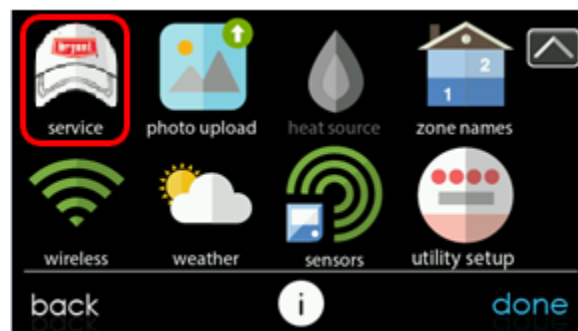 bryant
service photo upload heat source zone names
2
1
wireless weather sensors utility setup
back i done